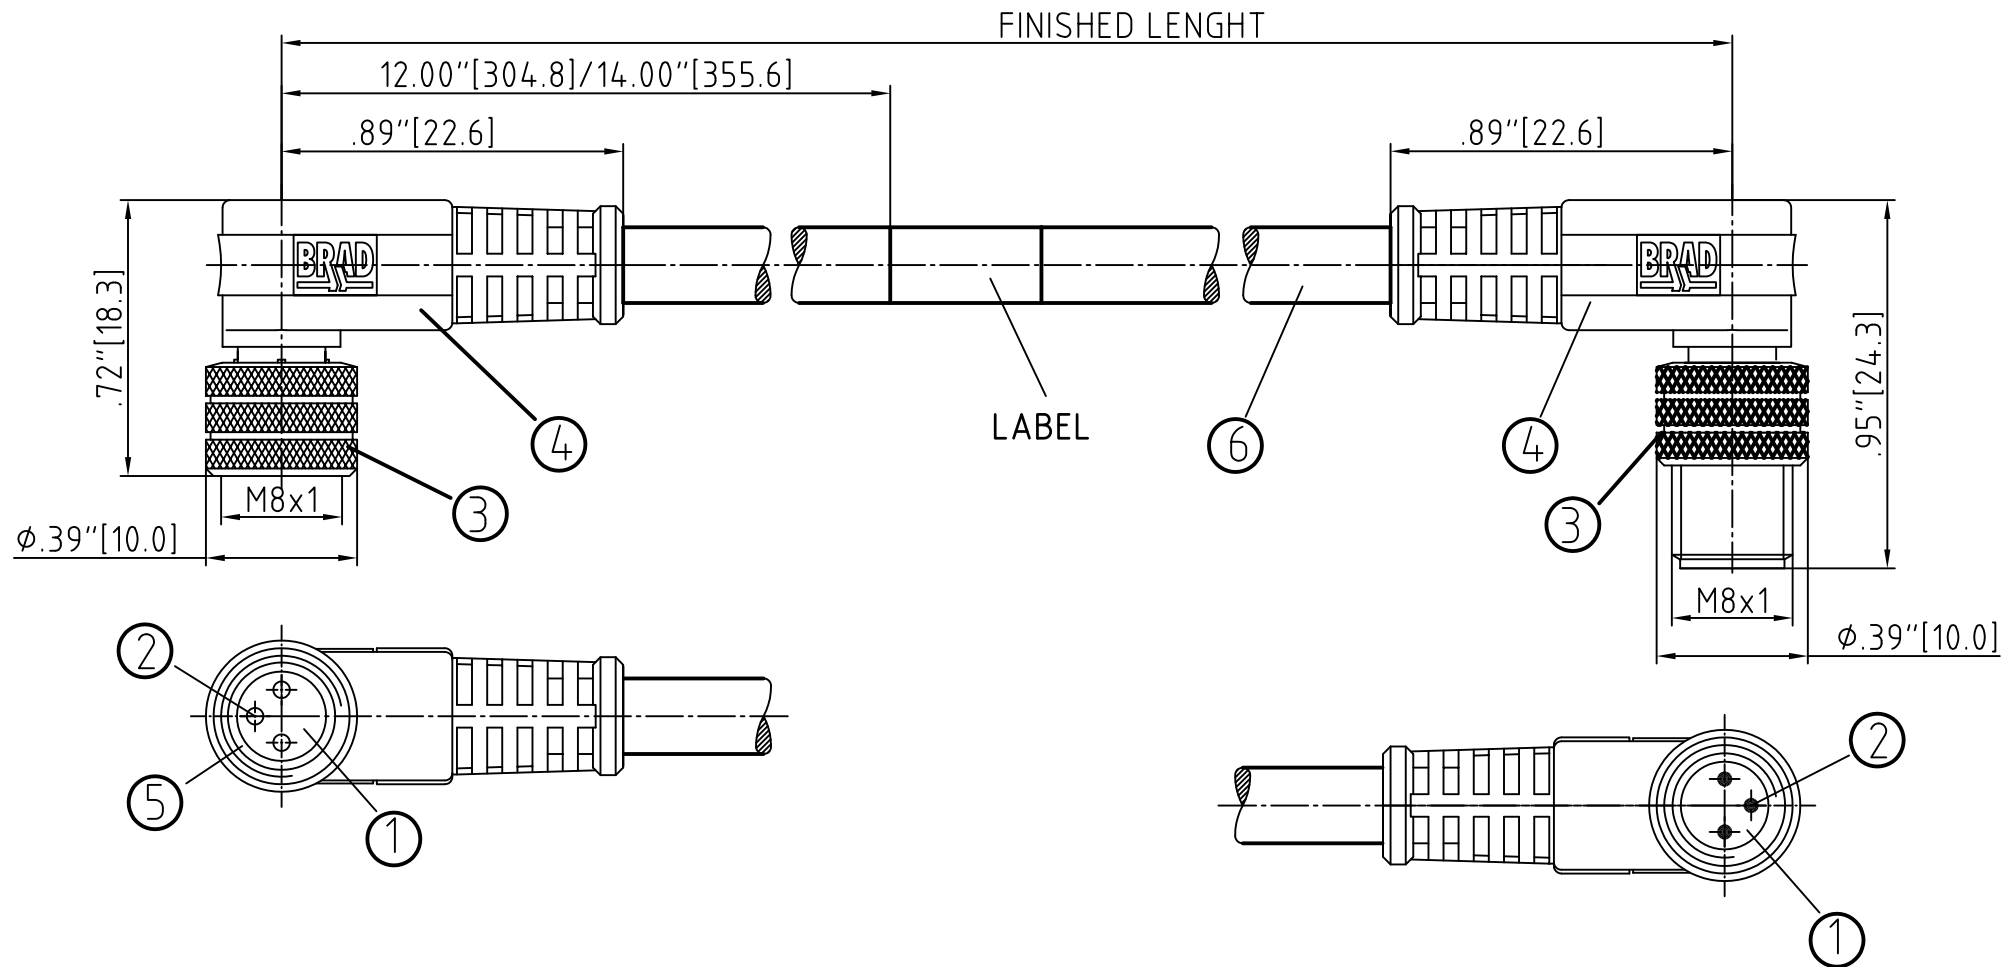 FINISHED LENGHT
12.00"[304.8]/14.00"[355.6]
.89"[22.6]
.89"[22.6]
BRAD
BRAD
.72"[18.3]
.95"[24.3]
LABEL
4
6
4
3
3
M8x1
⌀.39"[10.0]
M8x1
⌀.39"[10.0]
2
5
1
2
1